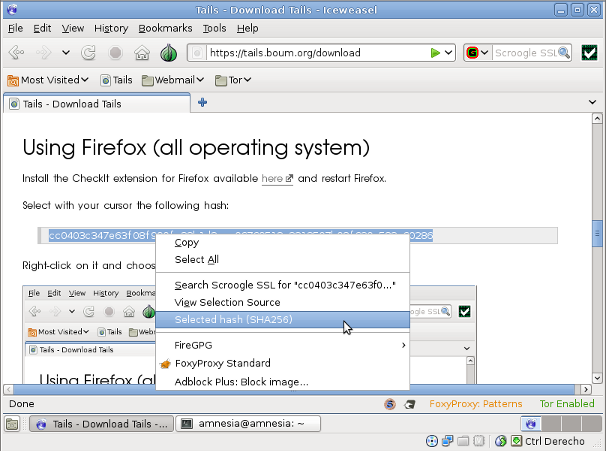 Tails - Download Tails - Iceweasel
File Edit View History Bookmarks Tools Help
https://tails.boum.org/download
Scroogle SSL
Most Visited Tails Webmail Tor
Tails - Download Tails
Using Firefox (all operating system)
Install the CheckIt extension for Firefox available here and restart Firefox.
Select with your cursor the following hash:
cc0403c347e63f08f
Right-click on it and choos
Copy
Select All
Search Scroogle SSL for "cc0403c347e63f0..."
View Selection Source
Selected hash (SHA256)
FireGPG
FoxyProxy Standard
Adblock Plus: Block image...
File Edit View History Book
Most Visited Tails
Tails - Download Tails
Using Firefox (all o
Done FoxyProxy: Patterns Tor Enabled
Tails - Download Tails -... amnesia@amnesia: ~
Ctrl Derecho